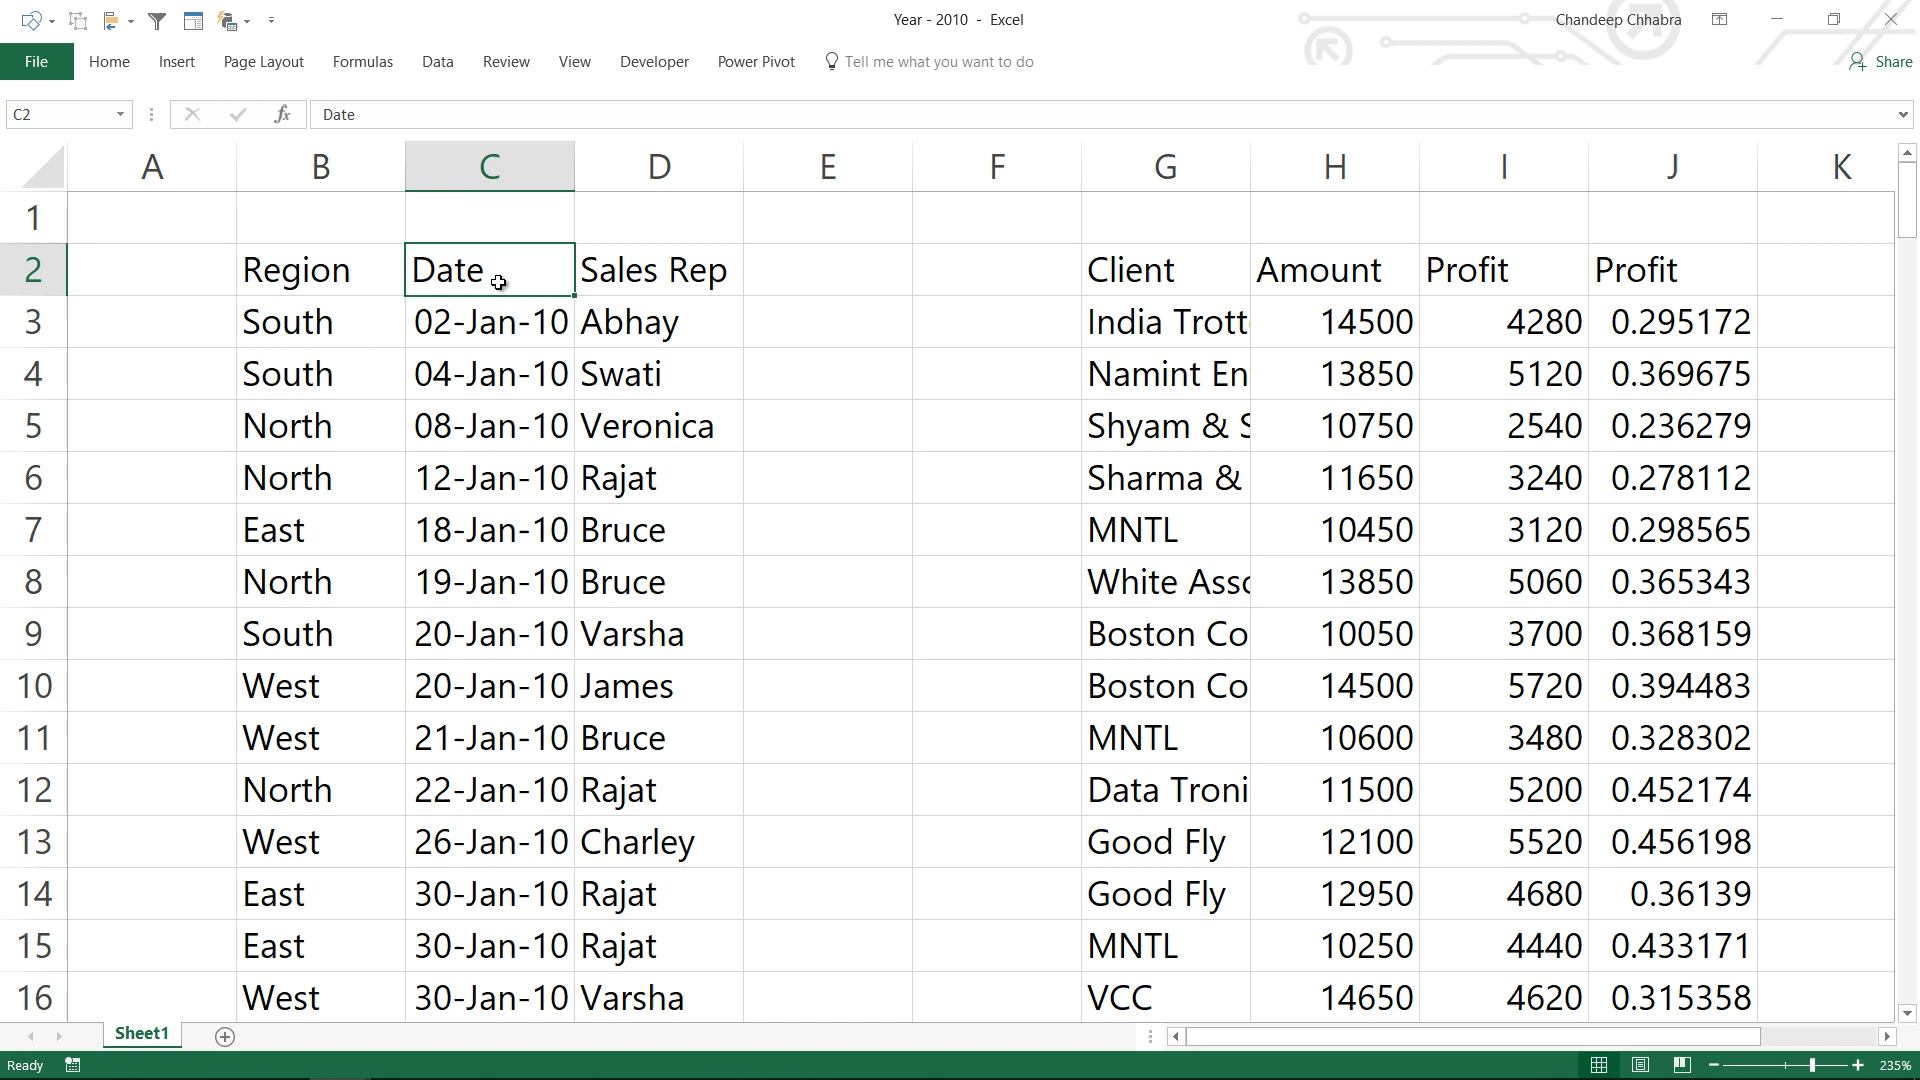 Year - 2010 - Excel
Chandeep Chhabra
File Home Insert Page Layout Formulas Data Review View Developer Power Pivot Tell me what you want to do Share
C2 fx Date
A B C D E F G H I J K
1
2 Region Date Sales Rep Client Amount Profit Profit
3 South 02-Jan-10 Abhay India Trott 14500 4280 0.295172
4 South 04-Jan-10 Swati Namint En 13850 5120 0.369675
5 North 08-Jan-10 Veronica Shyam & S 10750 2540 0.236279
6 North 12-Jan-10 Rajat Sharma & 11650 3240 0.278112
7 East 18-Jan-10 Bruce MNTL 10450 3120 0.298565
8 North 19-Jan-10 Bruce White Asso 13850 5060 0.365343
9 South 20-Jan-10 Varsha Boston Co 10050 3700 0.368159
10 West 20-Jan-10 James Boston Co 14500 5720 0.394483
11 West 21-Jan-10 Bruce MNTL 10600 3480 0.328302
12 North 22-Jan-10 Rajat Data Troni 11500 5200 0.452174
13 West 26-Jan-10 Charley Good Fly 12100 5520 0.456198
14 East 30-Jan-10 Rajat Good Fly 12950 4680 0.36139
15 East 30-Jan-10 Rajat MNTL 10250 4440 0.433171
16 West 30-Jan-10 Varsha VCC 14650 4620 0.315358
Sheet1
Ready 235%